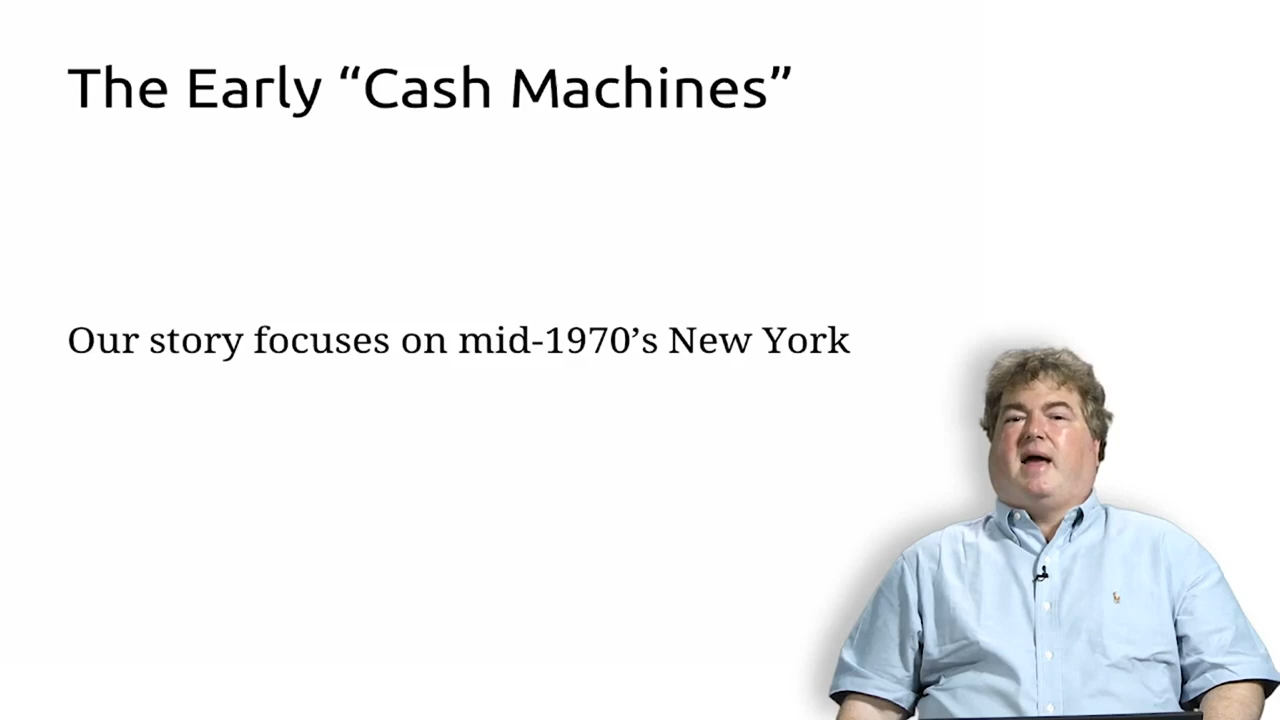 The Early “Cash Machines”
Our story focuses on mid-1970’s New York